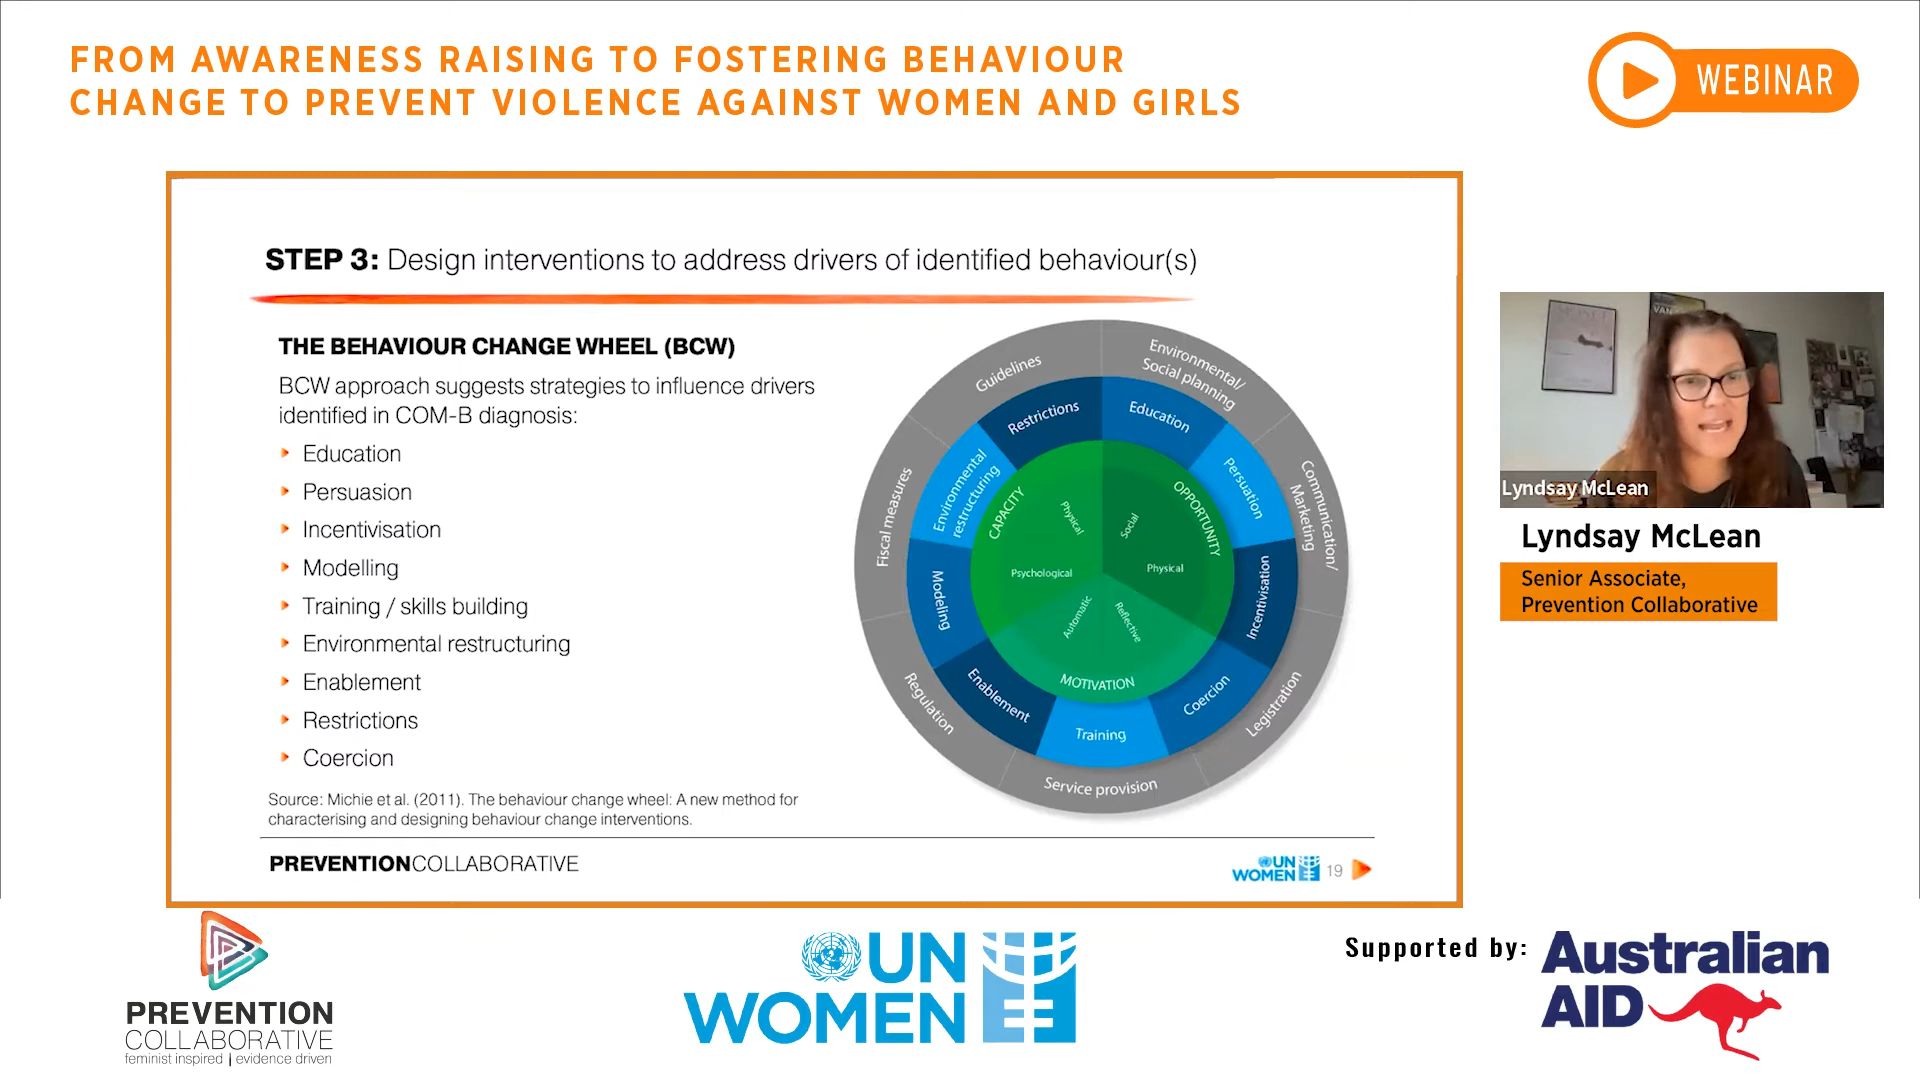 FROM AWARENESS RAISING TO FOSTERING BEHAVIOUR
CHANGE TO PREVENT VIOLENCE AGAINST WOMEN AND GIRLS
WEBINAR
STEP 3: Design interventions to address drivers of identified behaviour(s)
THE BEHAVIOUR CHANGE WHEEL (BCW)
BCW approach suggests strategies to influence drivers
identified in COM-B diagnosis:
Education
Persuasion
Incentivisation
Modelling
Training / skills building
Environmental restructuring
Enablement
Restrictions
Coercion
Source: Michie et al. (2011). The behaviour change wheel: A new method for
characterising and designing behaviour change interventions.
Guidelines
Environmental/
Social planning
Communication/
Marketing
Legistration
Service provision
Regulation
Fiscal measures
Restrictions
Education
Persuation
Incentivisation
Coercion
Training
Enablement
Modeling
Environmental
restructuring
CAPACITY
Physical
Psychological
OPPORTUNITY
Social
Physical
MOTIVATION
Automatic
Reflective
PREVENTIONCOLLABORATIVE
UN
WOMEN
19
VAN
Lyndsay McLean
Lyndsay McLean
Senior Associate,
Prevention Collaborative
PREVENTION
COLLABORATIVE
feminist inspired | evidence driven
UN
WOMEN
Supported by:
Australian
AID